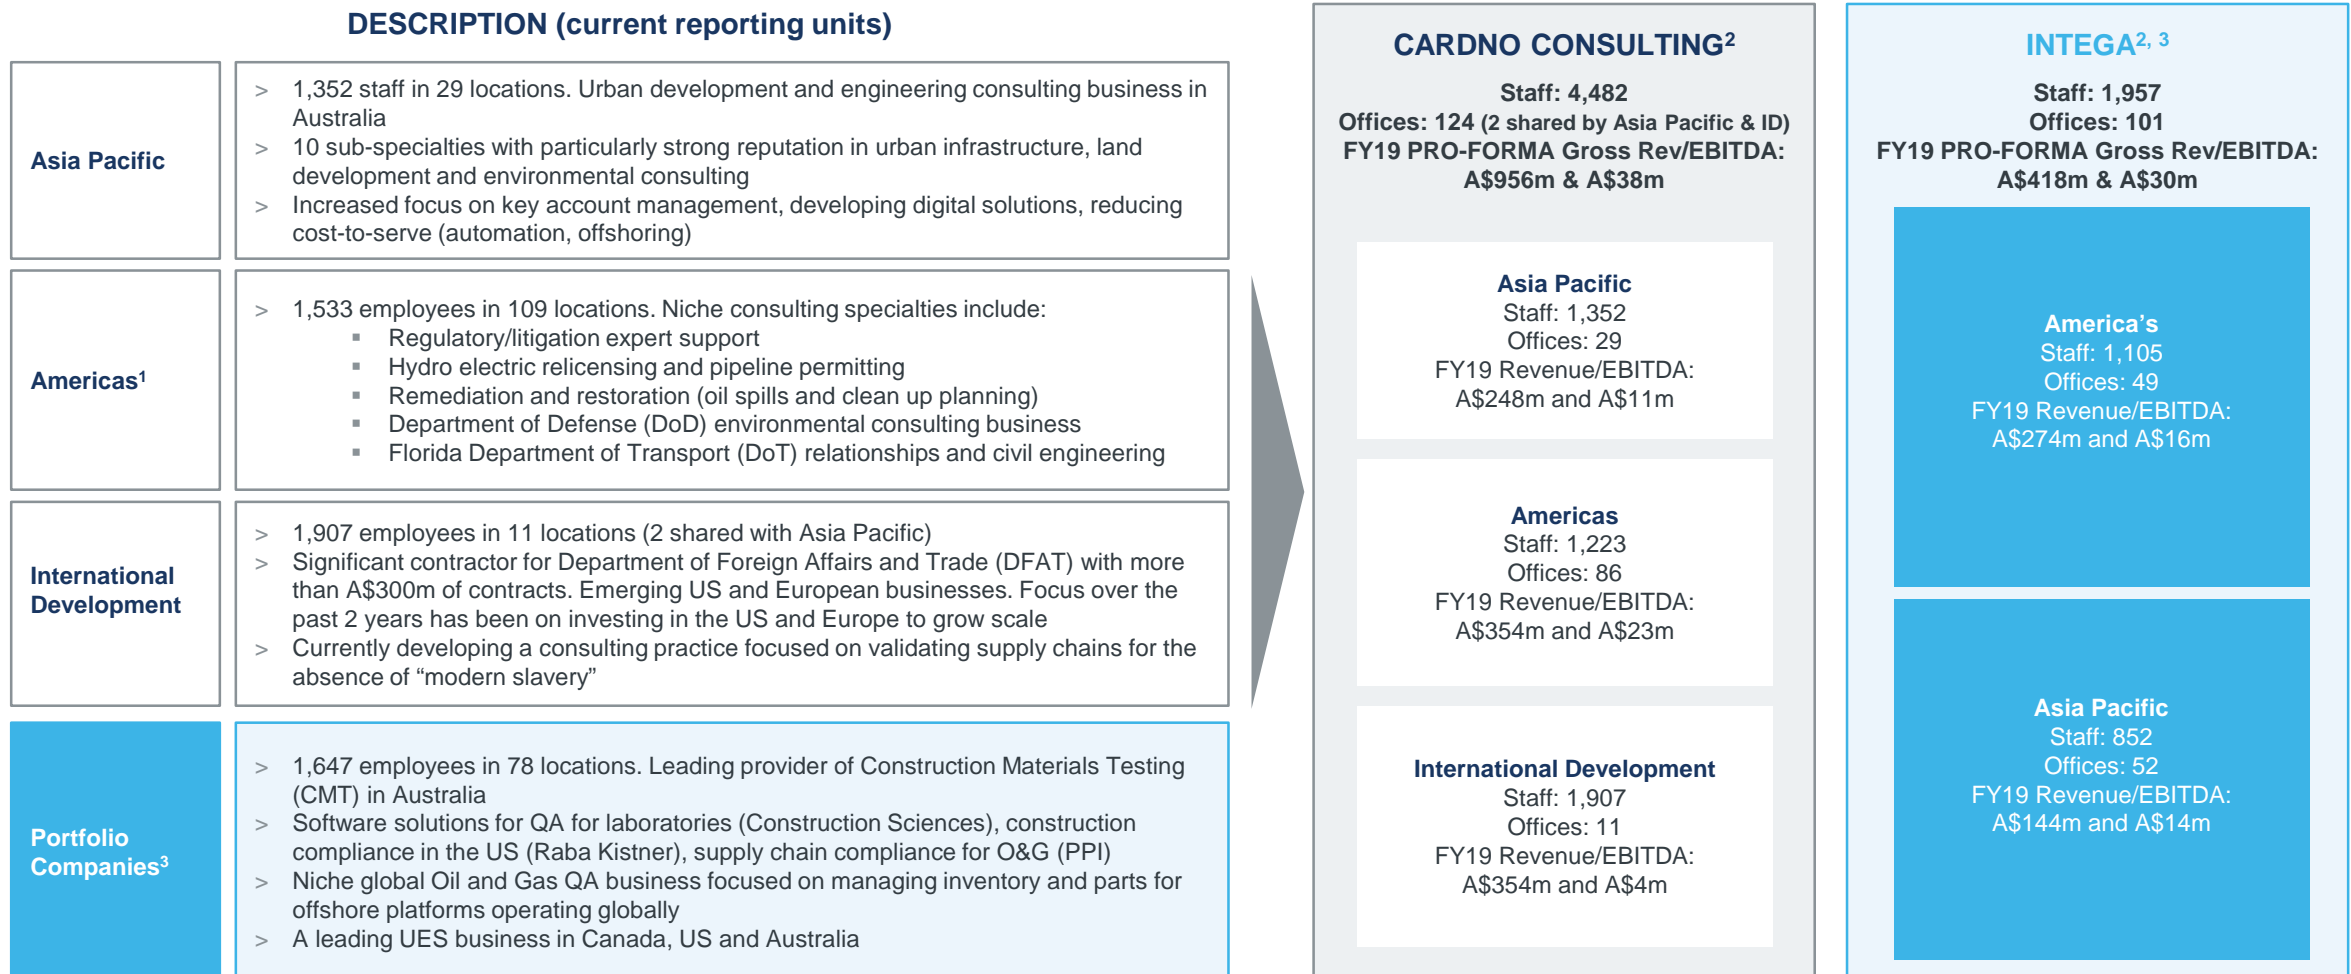 DESCRIPTION (current reporting units)
Asia Pacific
> 1,352 staff in 29 locations. Urban development and engineering consulting business in
Australia
> 10 sub-specialties with particularly strong reputation in urban infrastructure, land
development and environmental consulting
> Increased focus on key account management, developing digital solutions, reducing
cost-to-serve (automation, offshoring)
Americas¹
> 1,533 employees in 109 locations. Niche consulting specialties include:
▪ Regulatory/litigation expert support
▪ Hydro electric relicensing and pipeline permitting
▪ Remediation and restoration (oil spills and clean up planning)
▪ Department of Defense (DoD) environmental consulting business
▪ Florida Department of Transport (DoT) relationships and civil engineering
International
Development
> 1,907 employees in 11 locations (2 shared with Asia Pacific)
> Significant contractor for Department of Foreign Affairs and Trade (DFAT) with more
than A$300m of contracts. Emerging US and European businesses. Focus over the
past 2 years has been on investing in the US and Europe to grow scale
> Currently developing a consulting practice focused on validating supply chains for the
absence of “modern slavery”
Portfolio
Companies³
> 1,647 employees in 78 locations. Leading provider of Construction Materials Testing
(CMT) in Australia
> Software solutions for QA for laboratories (Construction Sciences), construction
compliance in the US (Raba Kistner), supply chain compliance for O&G (PPI)
> Niche global Oil and Gas QA business focused on managing inventory and parts for
offshore platforms operating globally
> A leading UES business in Canada, US and Australia
CARDNO CONSULTING²
Staff: 4,482
Offices: 124 (2 shared by Asia Pacific & ID)
FY19 PRO-FORMA Gross Rev/EBITDA:
A$956m & A$38m
Asia Pacific
Staff: 1,352
Offices: 29
FY19 Revenue/EBITDA:
A$248m and A$11m
Americas
Staff: 1,223
Offices: 86
FY19 Revenue/EBITDA:
A$354m and A$23m
International Development
Staff: 1,907
Offices: 11
FY19 Revenue/EBITDA:
A$354m and A$4m
INTEGA²,³
Staff: 1,957
Offices: 101
FY19 PRO-FORMA Gross Rev/EBITDA:
A$418m & A$30m
America’s
Staff: 1,105
Offices: 49
FY19 Revenue/EBITDA:
A$274m and A$16m
Asia Pacific
Staff: 852
Offices: 52
FY19 Revenue/EBITDA:
A$144m and A$14m